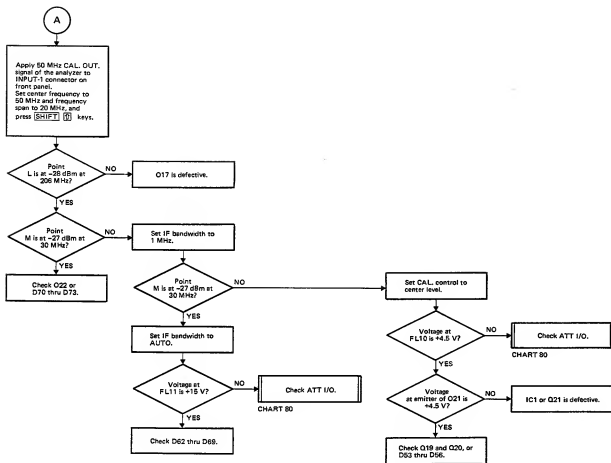 A
Apply 50 MHz CAL. OUT.
signal of the analyzer to
INPUT-1 connector on
front panel.
Set center frequency to
50 MHz and frequency
span to 20 MHz, and
press SHIFT keys.
Point
L is at -28 dBm at
206 MHz?
NO
Q17 is defective.
YES
Point
M is at -27 dBm at
30 MHz?
NO
Set IF bandwidth to
1 MHz.
YES
Check Q22 or
D70 thru D73.
Point
M is at -27 dBm at
30 MHz?
NO
Set CAL. control to
center level.
YES
Set IF bandwidth to
AUTO.
Voltage at
FL10 is +4.5 V?
NO
Check ATT I/O.
CHART 80
YES
Voltage at
FL11 is +15 V?
NO
Check ATT I/O.
CHART 80
YES
Check D62 thru D69.
Voltage
at emitter of Q21 is
+4.5 V?
NO
IC1 or Q21 is defective.
YES
Check Q19 and Q20, or
D53 thru D56.